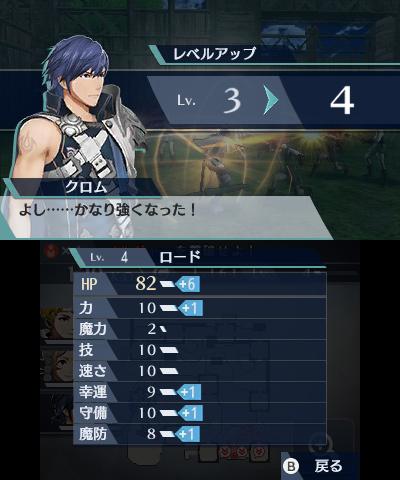 レベルアップ
Lv. 3 4
クロム
よし……かなり強くなった！
Lv. 4 ロード
HP 82 +6
力 10 +1
魔力 2
技 10
速さ 10
幸運 9 +1
守備 10 +1
魔防 8 +1
B 戻る